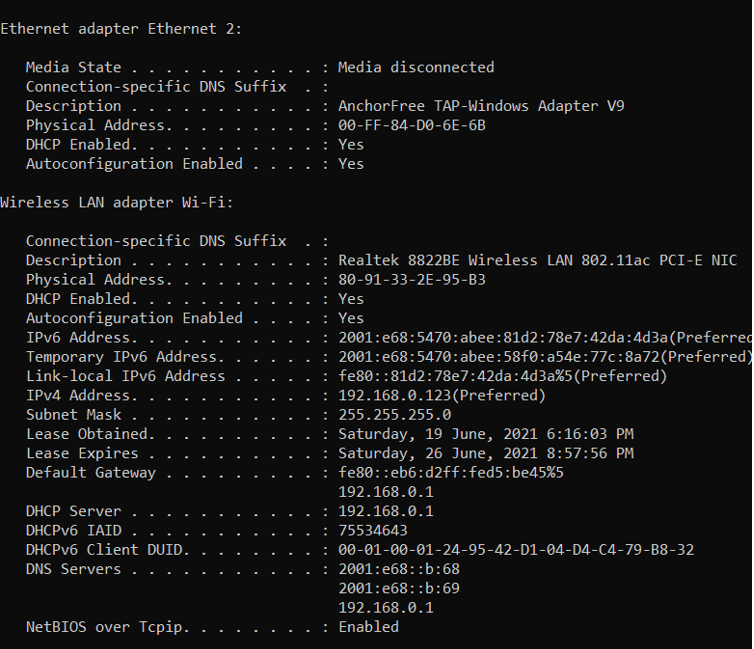 Ethernet adapter Ethernet 2:
Media State . . . . . . . . . . . : Media disconnected
Connection-specific DNS Suffix  . :
Description . . . . . . . . . . . : AnchorFree TAP-Windows Adapter V9
Physical Address. . . . . . . . . : 00-FF-84-D0-6E-6B
DHCP Enabled. . . . . . . . . . . : Yes
Autoconfiguration Enabled . . . . : Yes
Wireless LAN adapter Wi-Fi:
Connection-specific DNS Suffix  . :
Description . . . . . . . . . . . : Realtek 8822BE Wireless LAN 802.11ac PCI-E NIC
Physical Address. . . . . . . . . : 80-91-33-2E-95-B3
DHCP Enabled. . . . . . . . . . . : Yes
Autoconfiguration Enabled . . . . : Yes
IPv6 Address. . . . . . . . . . . : 2001:e68:5470:abee:81d2:78e7:42da:4d3a(Preferred
Temporary IPv6 Address. . . . . . : 2001:e68:5470:abee:58f0:a54e:77c:8a72(Preferred)
Link-local IPv6 Address . . . . . : fe80::81d2:78e7:42da:4d3a%5(Preferred)
IPv4 Address. . . . . . . . . . . : 192.168.0.123(Preferred)
Subnet Mask . . . . . . . . . . . : 255.255.255.0
Lease Obtained. . . . . . . . . . : Saturday, 19 June, 2021 6:16:03 PM
Lease Expires . . . . . . . . . . : Saturday, 26 June, 2021 8:57:56 PM
Default Gateway . . . . . . . . . : fe80::eb6:d2ff:fed5:be45%5
192.168.0.1
DHCP Server . . . . . . . . . . . : 192.168.0.1
DHCPv6 IAID . . . . . . . . . . . : 75534643
DHCPv6 Client DUID. . . . . . . . : 00-01-00-01-24-95-42-D1-04-D4-C4-79-B8-32
DNS Servers . . . . . . . . . . . : 2001:e68::b:68
2001:e68::b:69
192.168.0.1
NetBIOS over Tcpip. . . . . . . . : Enabled